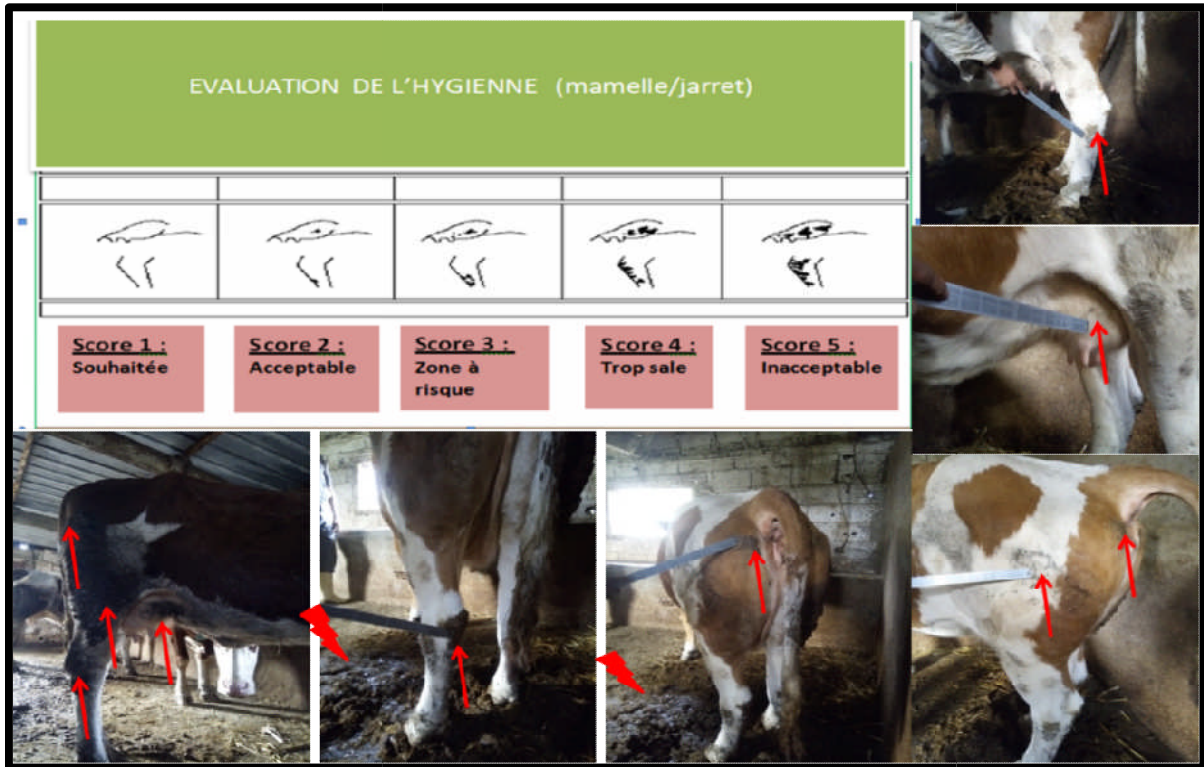 EVALUATION DE L'HYGIENNE (mamelle/jarret)
Score 1 :
Souhaitée
Score 2 :
Acceptable
Score 3 :
Zone à
risque
Score 4 :
Trop sale
Score 5 :
Inacceptable